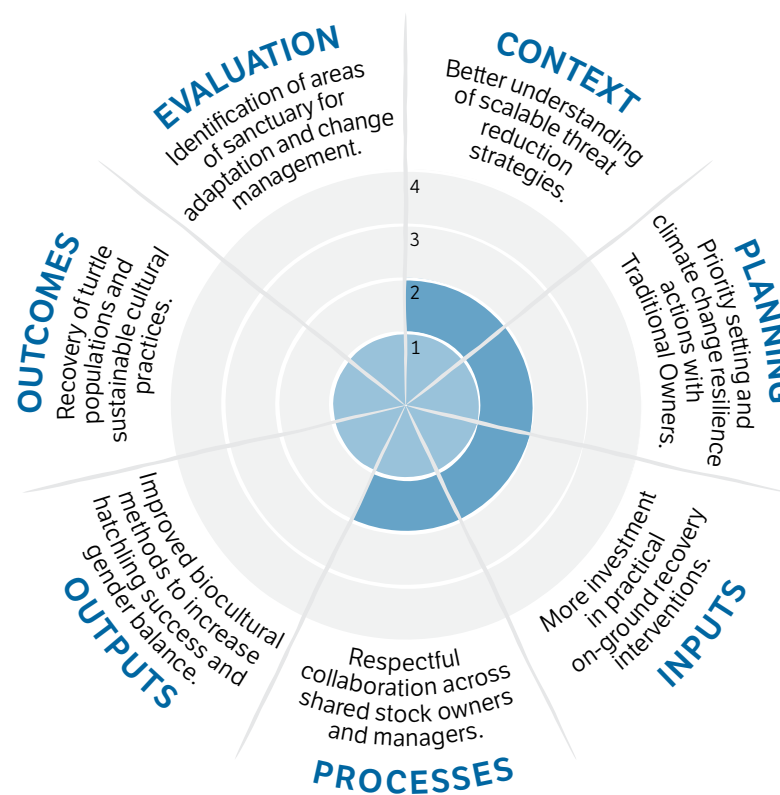 EVALUATION
Identification of areas
of sanctuary for
adaptation and change
management.
CONTEXT
Better understanding
of scalable threat
reduction
strategies.
PLANNING
Priority setting and
climate change resilience
actions with
Traditional Owners.
INPUTS
More investment
in practical
on-ground recovery
interventions.
PROCESSES
Respectful
collaboration across
shared stock owners
and managers.
OUTPUTS
Improved biocultural
methods to increase
hatchling success and
gender balance.
OUTCOMES
Recovery of turtle
populations and
sustainable cultural
practices.
4
3
2
1